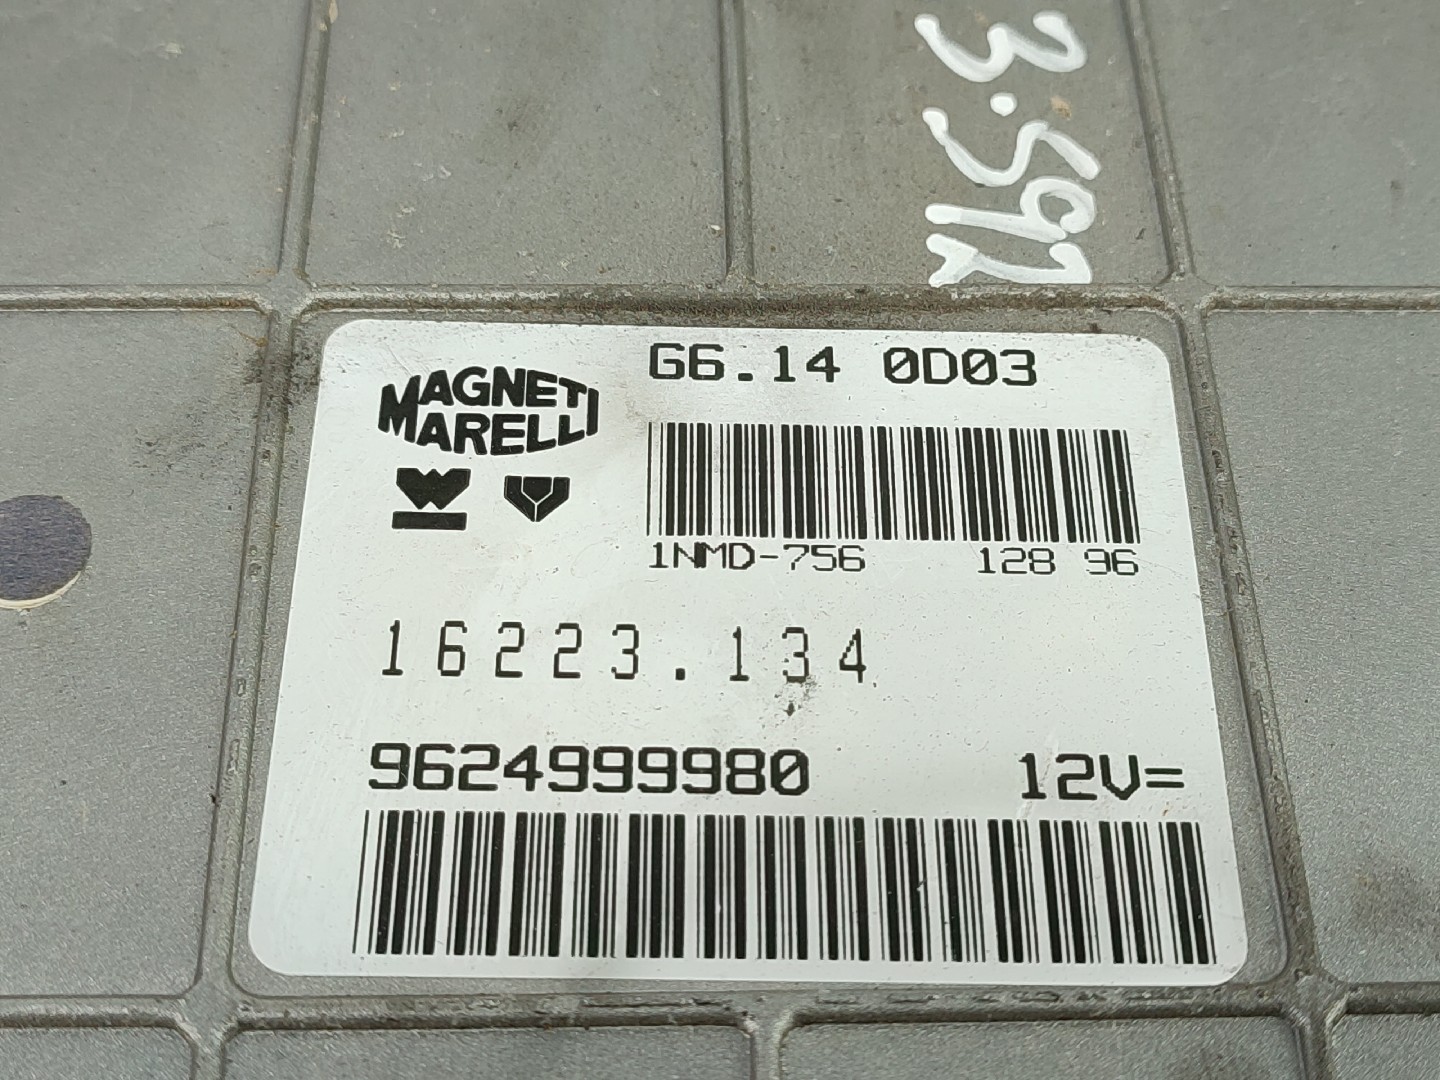 3.592
MAGNETI
MARELLI
G6.14 0D03
1NMD-756 128 96
16223.134
9624999980 12V=